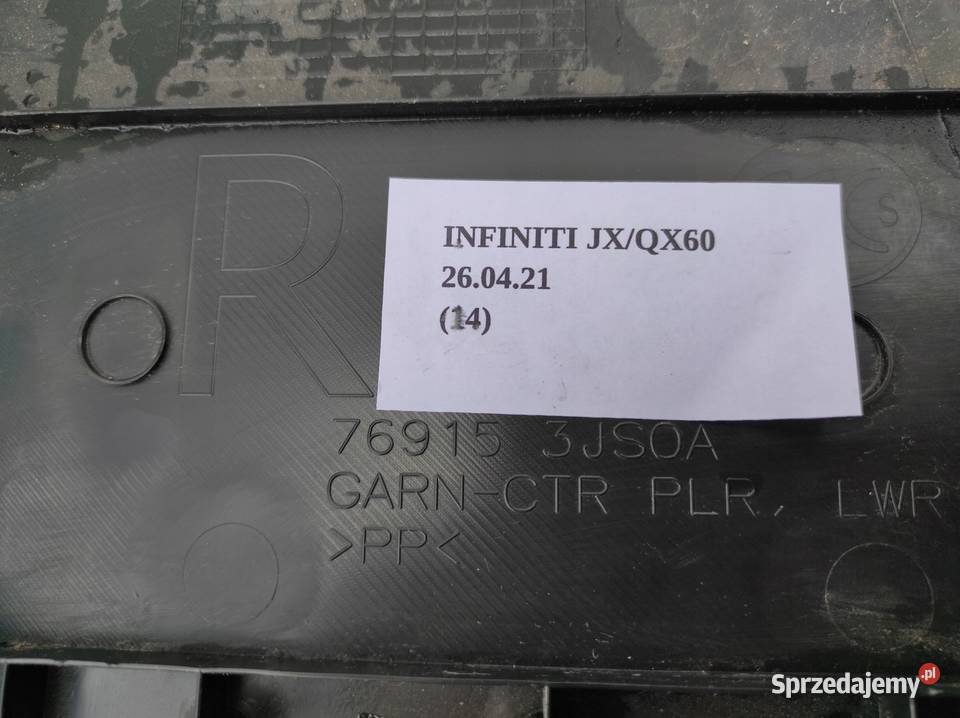 R
INFINITI JX/QX60
26.04.21
(14)
S
76915 3JS0A
GARN-CTR PLR, LWR
>PP<
Sprzedajemy.pl